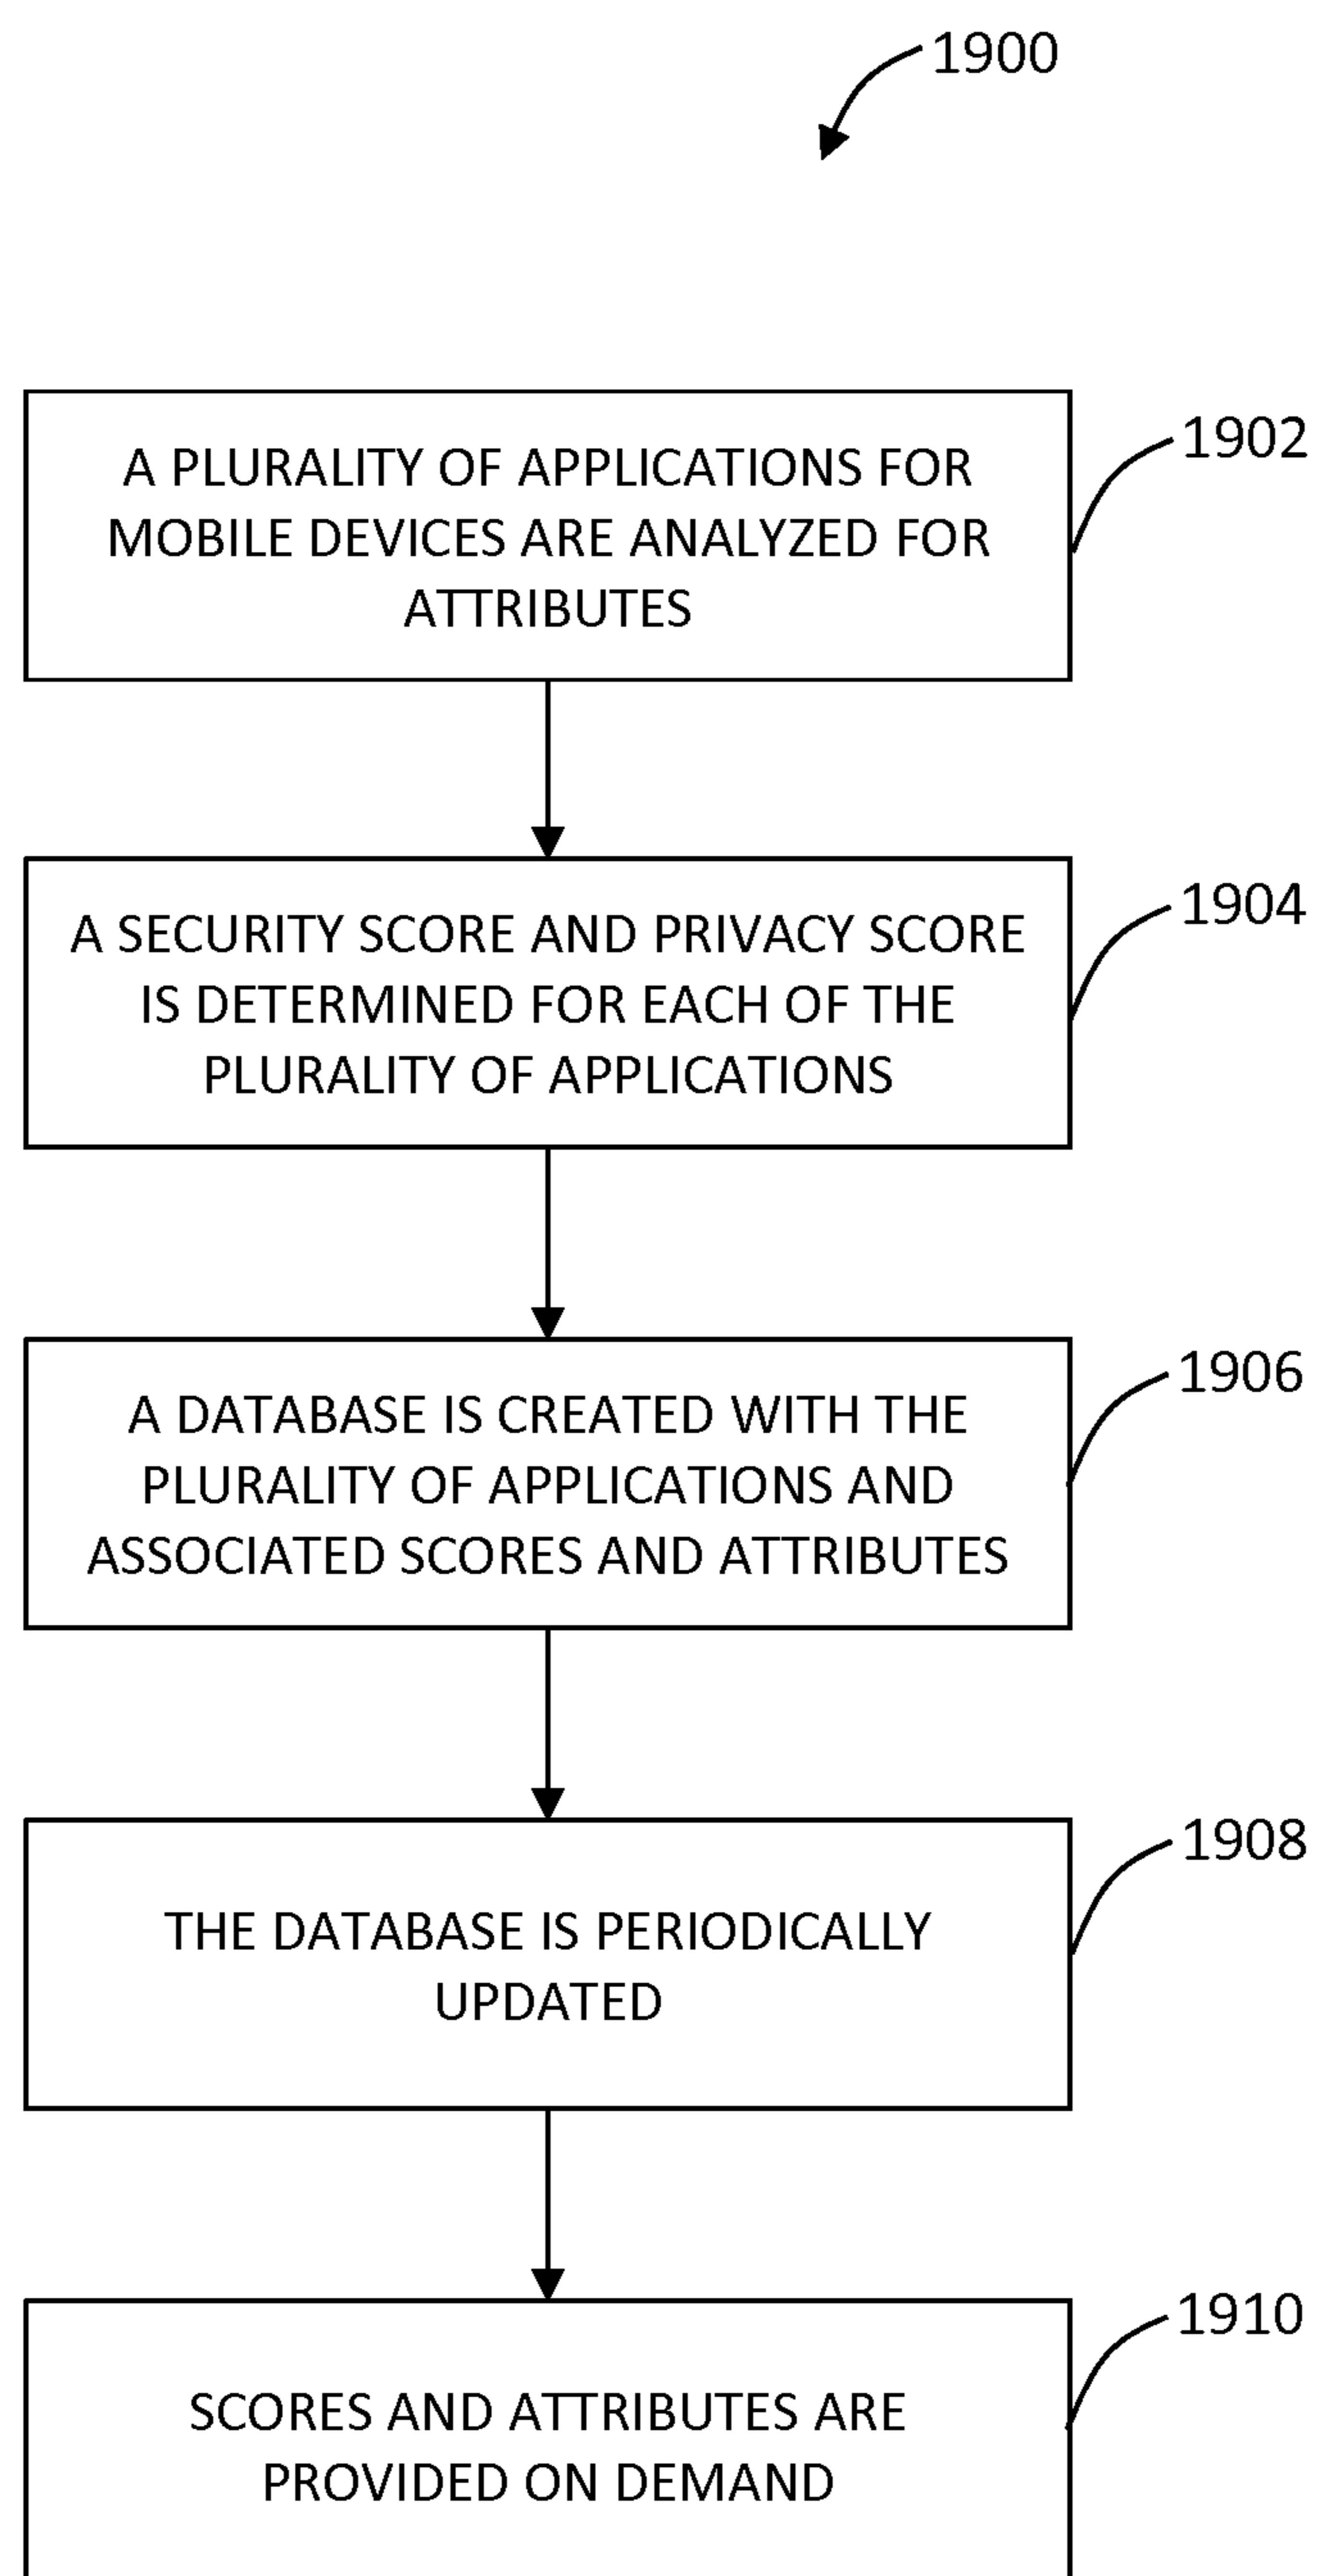 1900
A PLURALITY OF APPLICATIONS FOR
MOBILE DEVICES ARE ANALYZED FOR
ATTRIBUTES
1902
A SECURITY SCORE AND PRIVACY SCORE
IS DETERMINED FOR EACH OF THE
PLURALITY OF APPLICATIONS
1904
A DATABASE IS CREATED WITH THE
PLURALITY OF APPLICATIONS AND
ASSOCIATED SCORES AND ATTRIBUTES
1906
THE DATABASE IS PERIODICALLY
UPDATED
1908
SCORES AND ATTRIBUTES ARE
PROVIDED ON DEMAND
1910